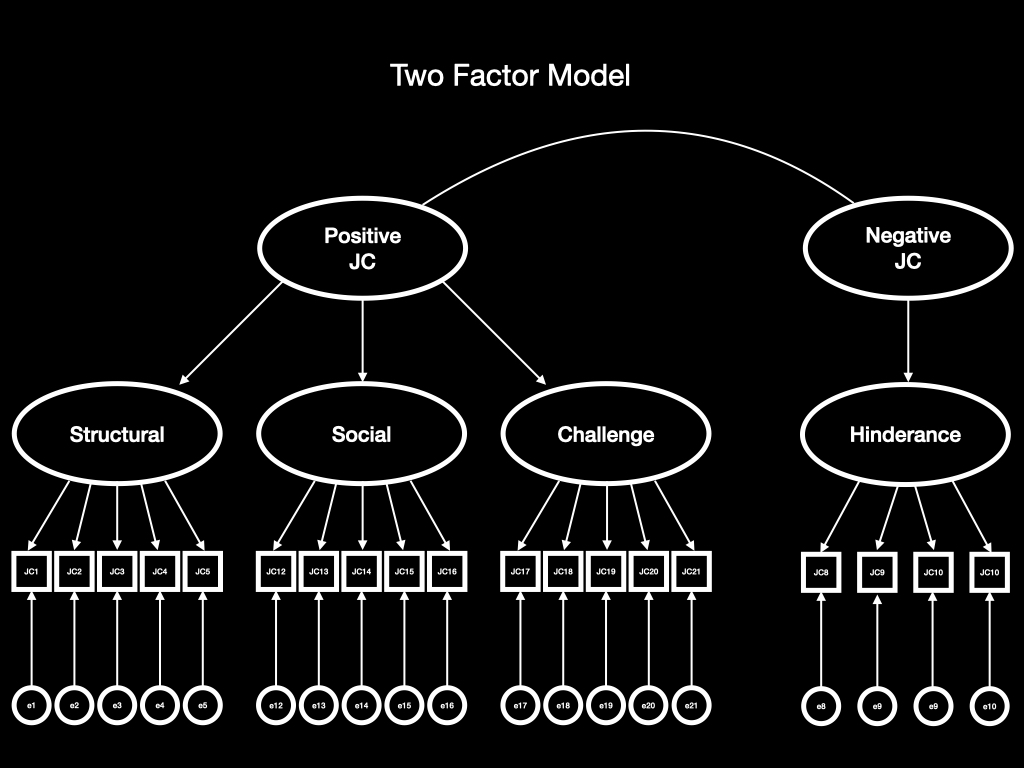 Two Factor Model
Positive
JC
Negative
JC
Structural
Social
Challenge
Hinderance
JC1
JC2
JC3
JC4
JC5
JC12
JC13
JC14
JC15
JC16
JC17
JC18
JC19
JC20
JC21
JC8
JC9
JC10
JC10
e1
e2
e3
e4
e5
e12
e13
e14
e15
e16
e17
e18
e19
e20
e21
e8
e9
e9
e10